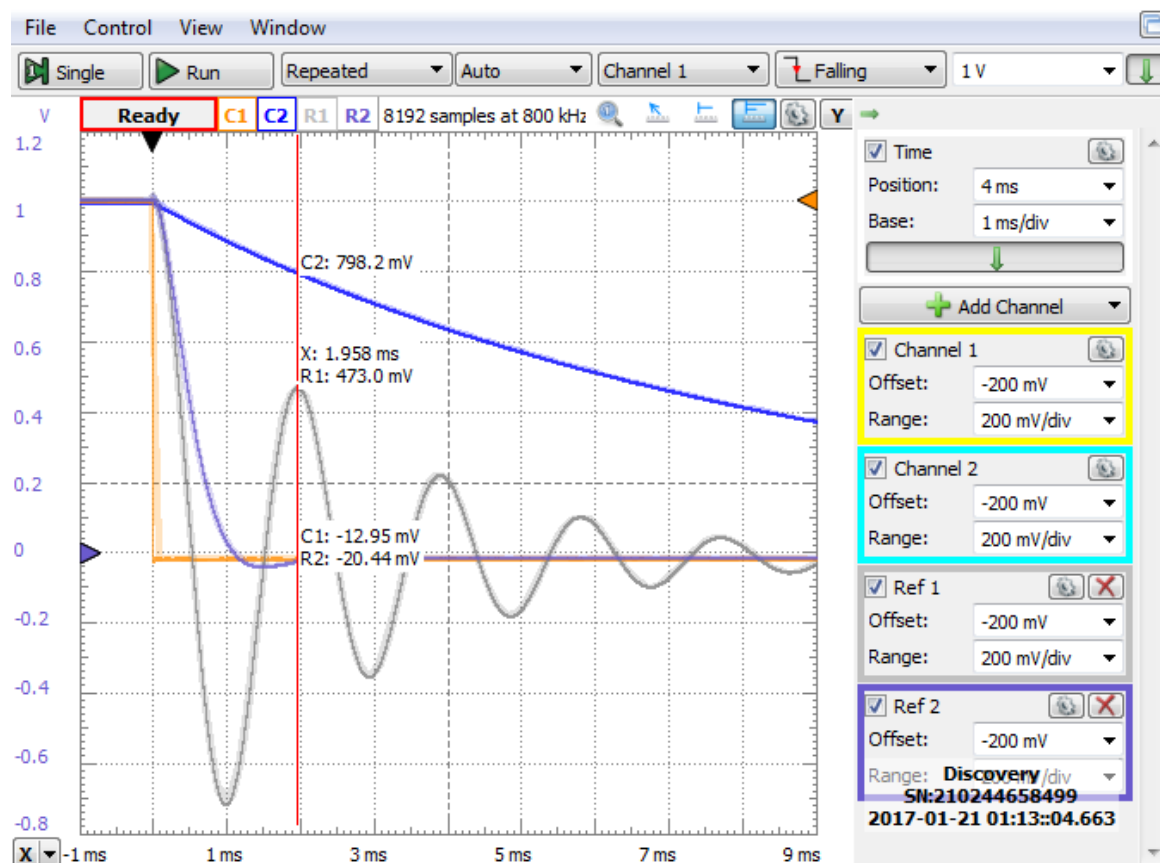 File Control View Window
Single Run Repeated Auto Channel 1 Falling 1 V
V Ready C1 C2 R1 R2 8192 samples at 800 kHz Y
1.2
1
0.8
0.6
0.4
0.2
0
-0.2
-0.4
-0.6
-0.8
C2: 798.2 mV
X: 1.958 ms
R1: 473.0 mV
C1: -12.95 mV
R2: -20.44 mV
X -1 ms 1 ms 3 ms 5 ms 7 ms 9 ms
Time
Position: 4 ms
Base: 1 ms/div
Add Channel
Channel 1
Offset: -200 mV
Range: 200 mV/div
Channel 2
Offset: -200 mV
Range: 200 mV/div
Ref 1
Offset: -200 mV
Range: 200 mV/div
Ref 2
Offset: -200 mV
Range: /div
Discovery
SN:210244658499
2017-01-21 01:13::04.663